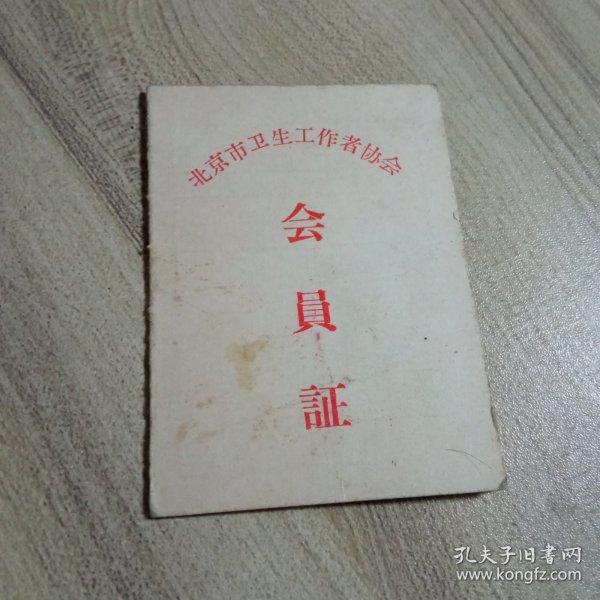 北京市卫生工作者协会
会
員
証
孔夫子旧书网
www.kongfz.com